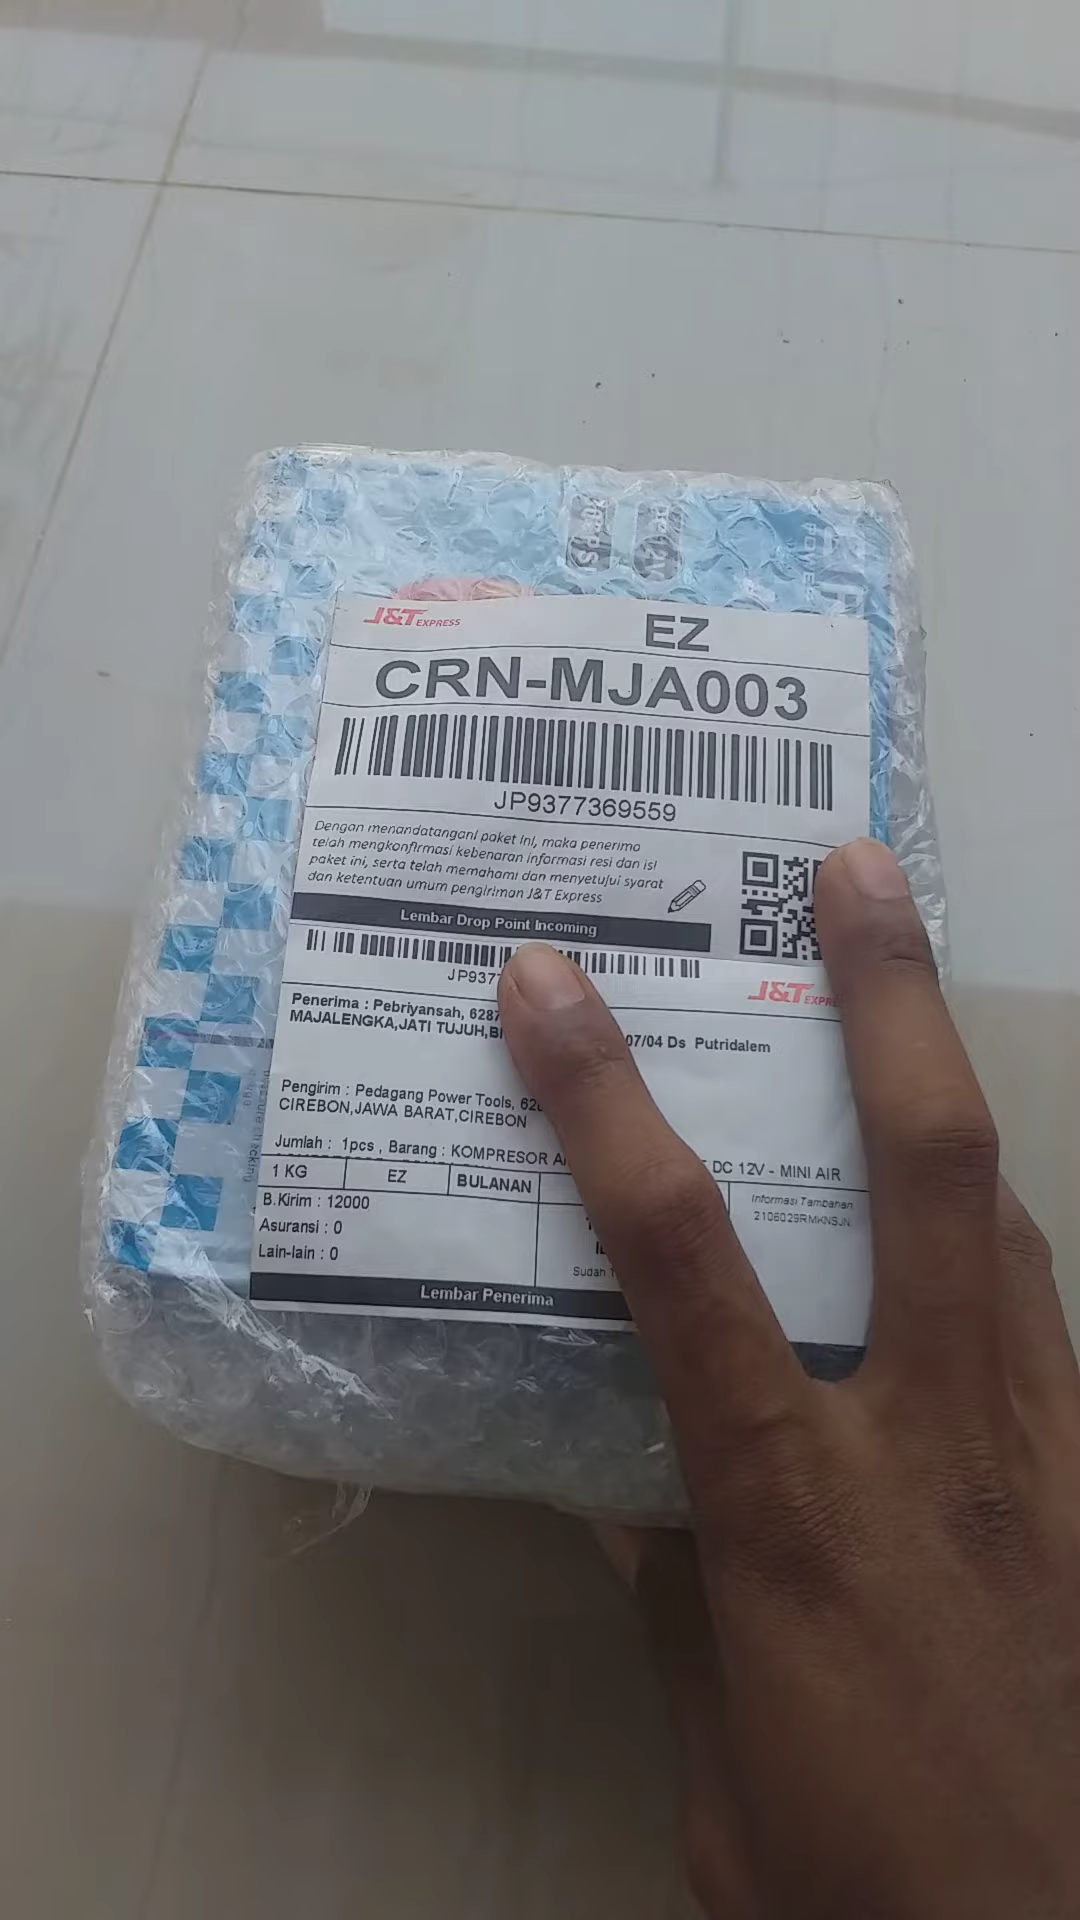 J&T EXPRESS
EZ
CRN-MJA003
JP9377369559
Dengan menandatangani paket ini, maka penerima
telah mengkonfirmasi kebenaran informasi resi dan isi
paket ini, serta telah memahami dan menyetujui syarat
dan ketentuan umum pengiriman J&T Express
Lembar Drop Point Incoming
JP937
J&T EXPRE
Penerima : Pebriyansah, 6287
MAJALENGKA,JATI TUJUH, 07/04 Ds Putridalem
Pengirim : Pedagang Power Tools, 62
CIREBON,JAWA BARAT,CIREBON
Jumlah : 1pcs , Barang : KOMPRESOR DC 12V - MINI AIR
1 KG EZ BULANAN
B.Kirim : 12000
Asuransi : 0
Lain-lain : 0
Informasi Tambahan
2106029RMKNSJN
Sudah
Lembar Penerima